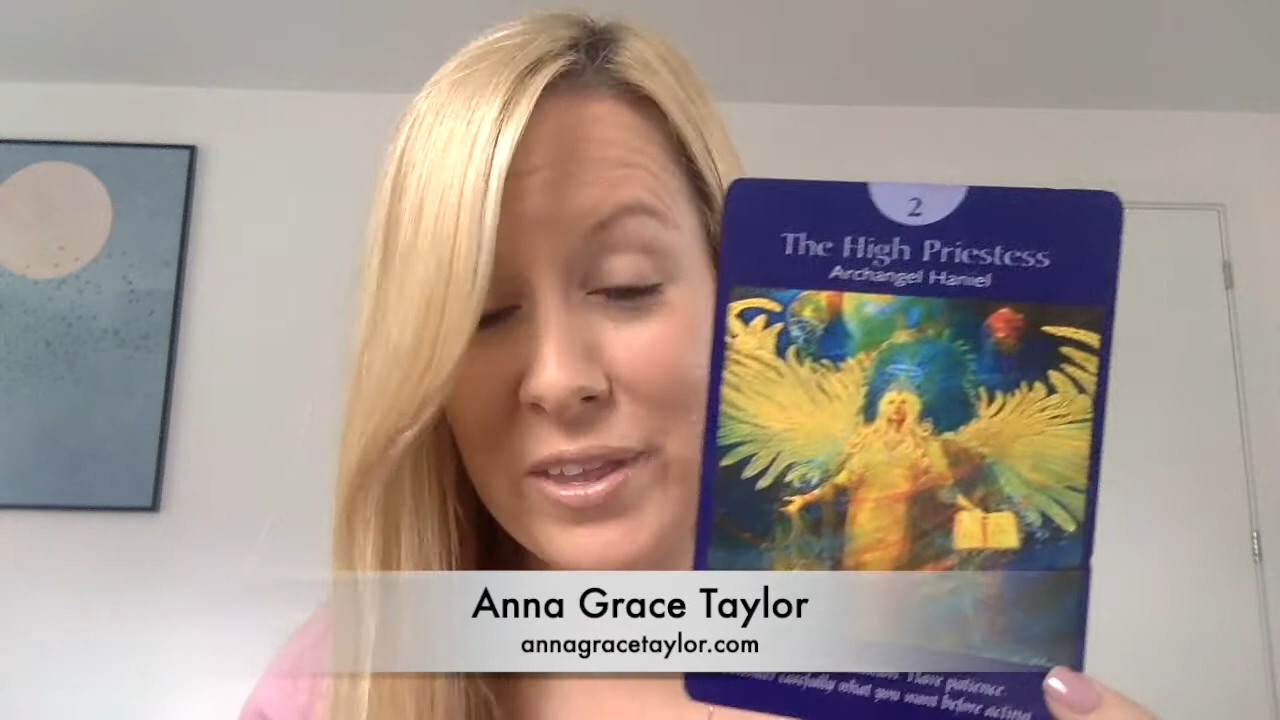 2
The High Priestess
Archangel Haniel
Anna Grace Taylor
annagracetaylor.com
Have patience.
carefully what you want before acting